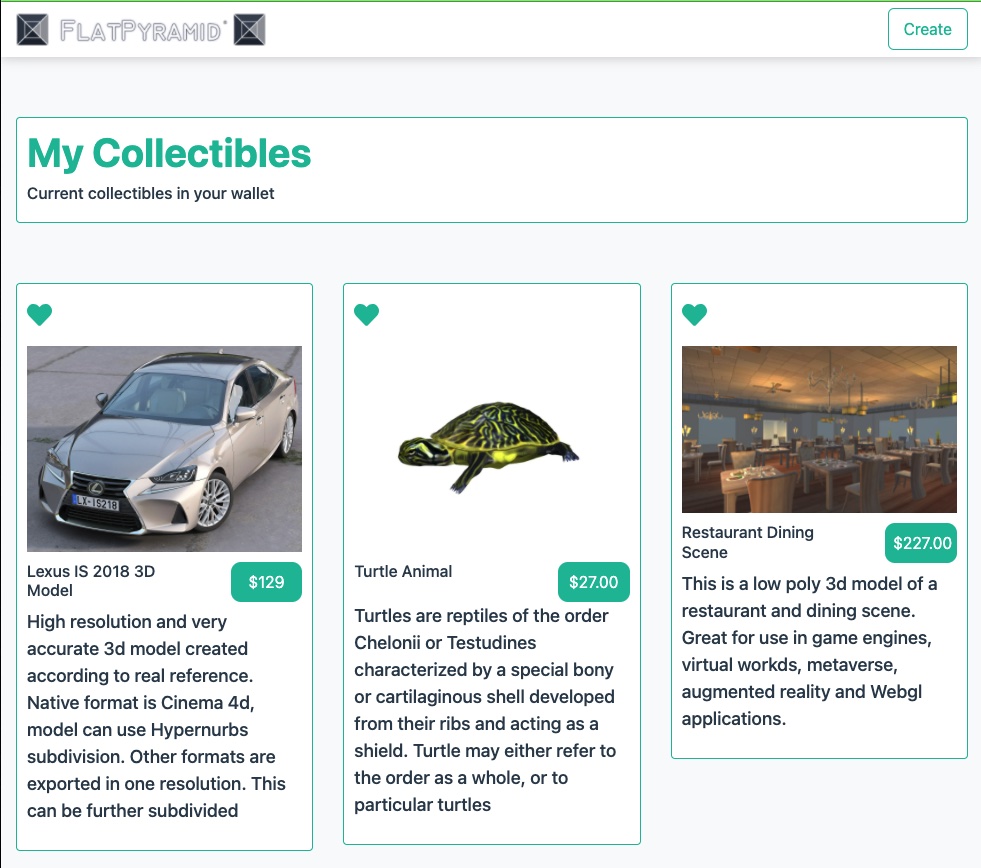 FLATPYRAMID®
Create
My Collectibles
Current collectibles in your wallet
LX-IS218
Lexus IS 2018 3D
Model
$129
High resolution and very
accurate 3d model created
according to real reference.
Native format is Cinema 4d,
model can use Hypernurbs
subdivision. Other formats are
exported in one resolution. This
can be further subdivided
Turtle Animal
$27.00
Turtles are reptiles of the order
Chelonii or Testudines
characterized by a special bony
or cartilaginous shell developed
from their ribs and acting as a
shield. Turtle may either refer to
the order as a whole, or to
particular turtles
Restaurant Dining
Scene
$227.00
This is a low poly 3d model of a
restaurant and dining scene.
Great for use in game engines,
virtual workds, metaverse,
augmented reality and Webgl
applications.